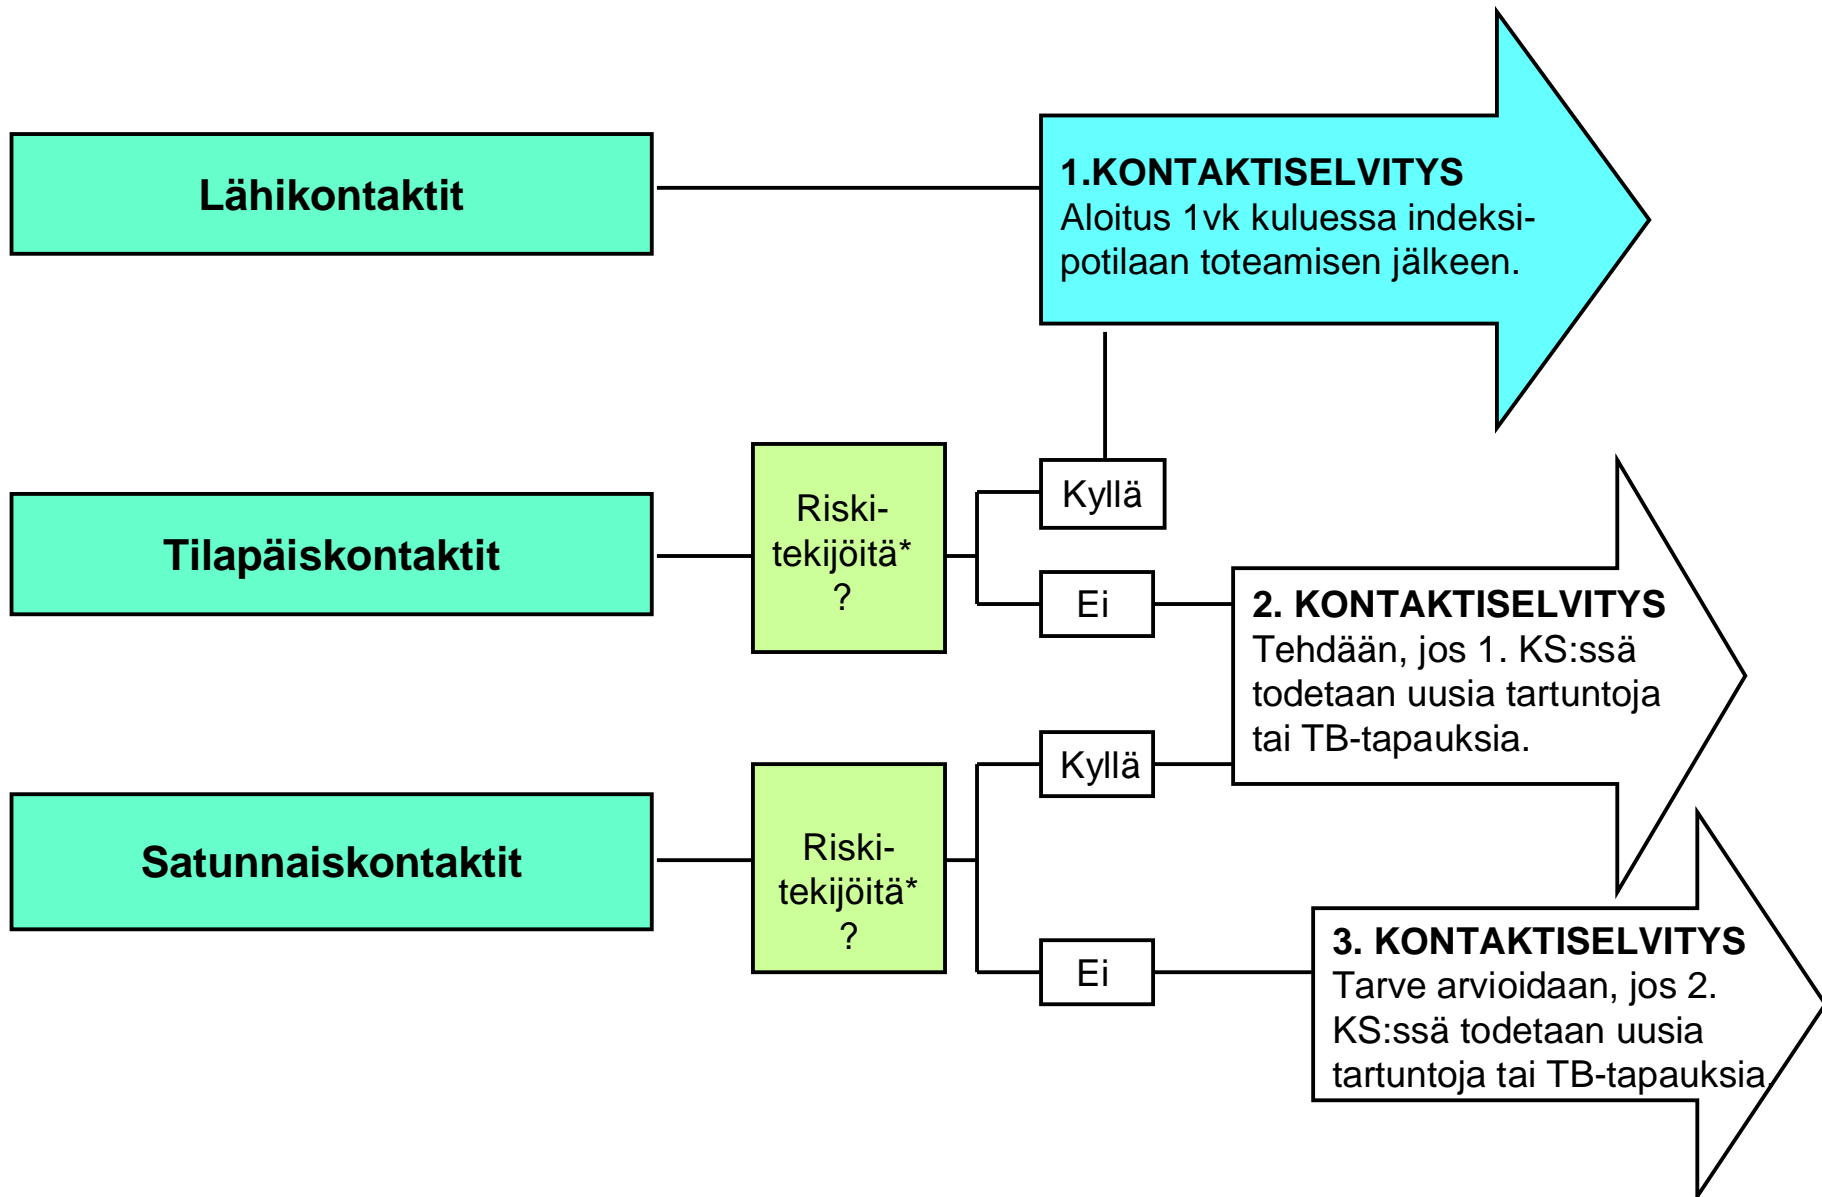 Lähikontaktit
1.KONTAKTISELVITYS
Aloitus 1vk kuluessa indeksi-
potilaan toteamisen jälkeen.
Tilapäiskontaktit
Riski-
tekijöitä*
?
Kyllä
Ei
2. KONTAKTISELVITYS
Tehdään, jos 1. KS:ssä
todetaan uusia tartuntoja
tai TB-tapauksia.
Satunnaiskontaktit
Riski-
tekijöitä*
?
Kyllä
Ei
3. KONTAKTISELVITYS
Tarve arvioidaan, jos 2.
KS:ssä todetaan uusia
tartuntoja tai TB-tapauksia.